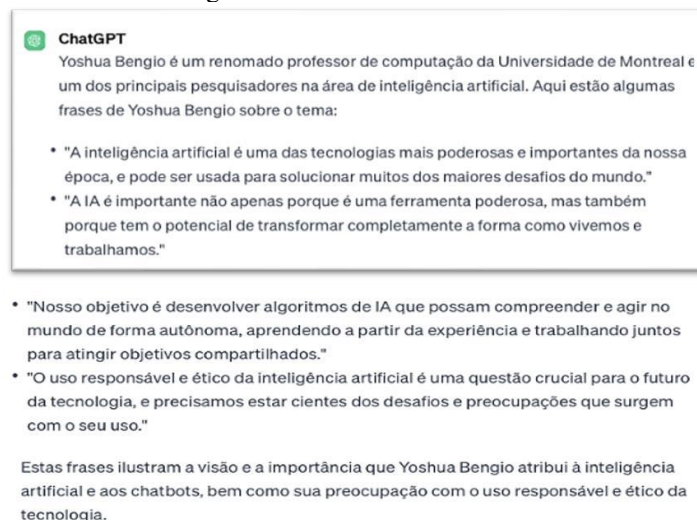 ChatGPT
Yoshua Bengio é um renomado professor de computação da Universidade de Montreal e
um dos principais pesquisadores na área de inteligência artificial. Aqui estão algumas
frases de Yoshua Bengio sobre o tema:
• "A inteligência artificial é uma das tecnologias mais poderosas e importantes da nossa
época, e pode ser usada para solucionar muitos dos maiores desafios do mundo."
• "A IA é importante não apenas porque é uma ferramenta poderosa, mas também
porque tem o potencial de transformar completamente a forma como vivemos e
trabalhamos."
• "Nosso objetivo é desenvolver algoritmos de IA que possam compreender e agir no
mundo de forma autônoma, aprendendo a partir da experiência e trabalhando juntos
para atingir objetivos compartilhados."
• "O uso responsável e ético da inteligência artificial é uma questão crucial para o futuro
da tecnologia, e precisamos estar cientes dos desafios e preocupações que surgem
com o seu uso."
Estas frases ilustram a visão e a importância que Yoshua Bengio atribui à inteligência
artificial e aos chatbots, bem como sua preocupação com o uso responsável e ético da
tecnologia.